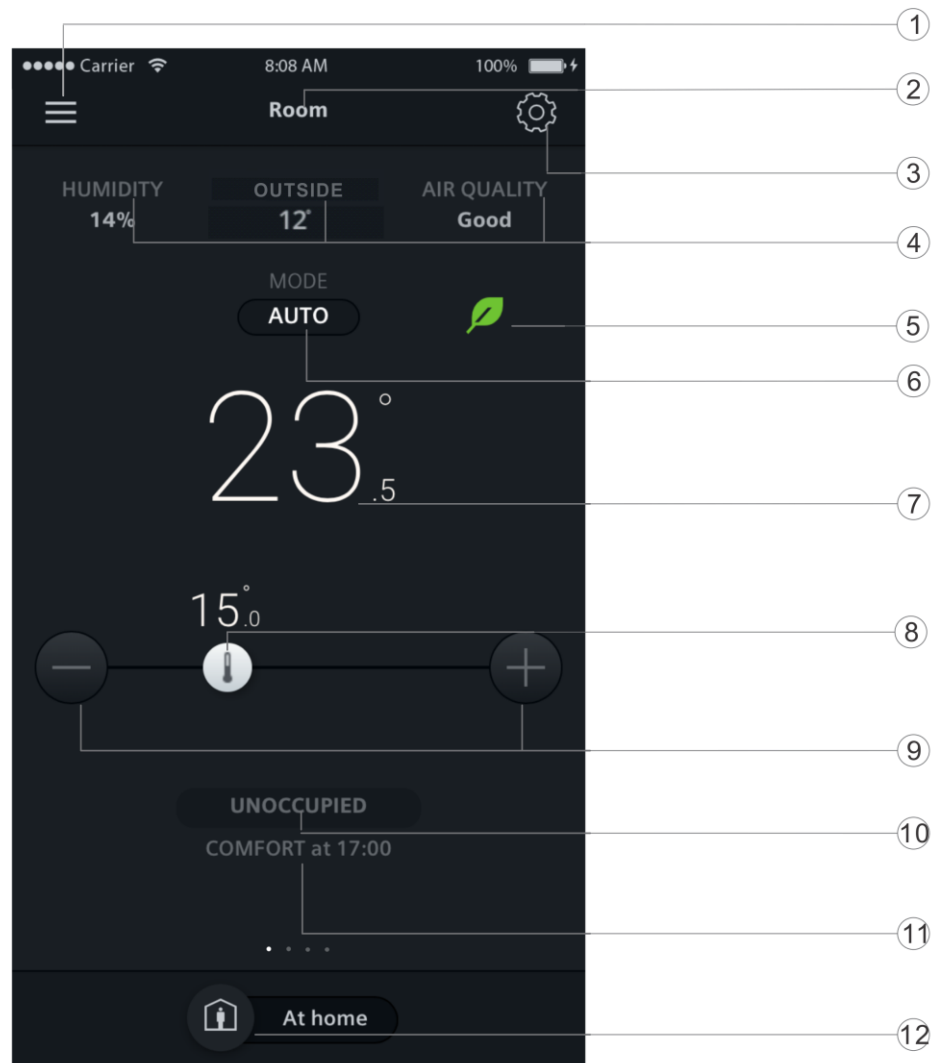 1
Carrier 8:08 AM 100%
2
Room
3
HUMIDITY OUTSIDE AIR QUALITY
14% 12° Good
4
MODE
AUTO
5
6
23.5°
7
15.0°
8
9
UNOCCUPIED
10
COMFORT at 17:00
11
At home
12